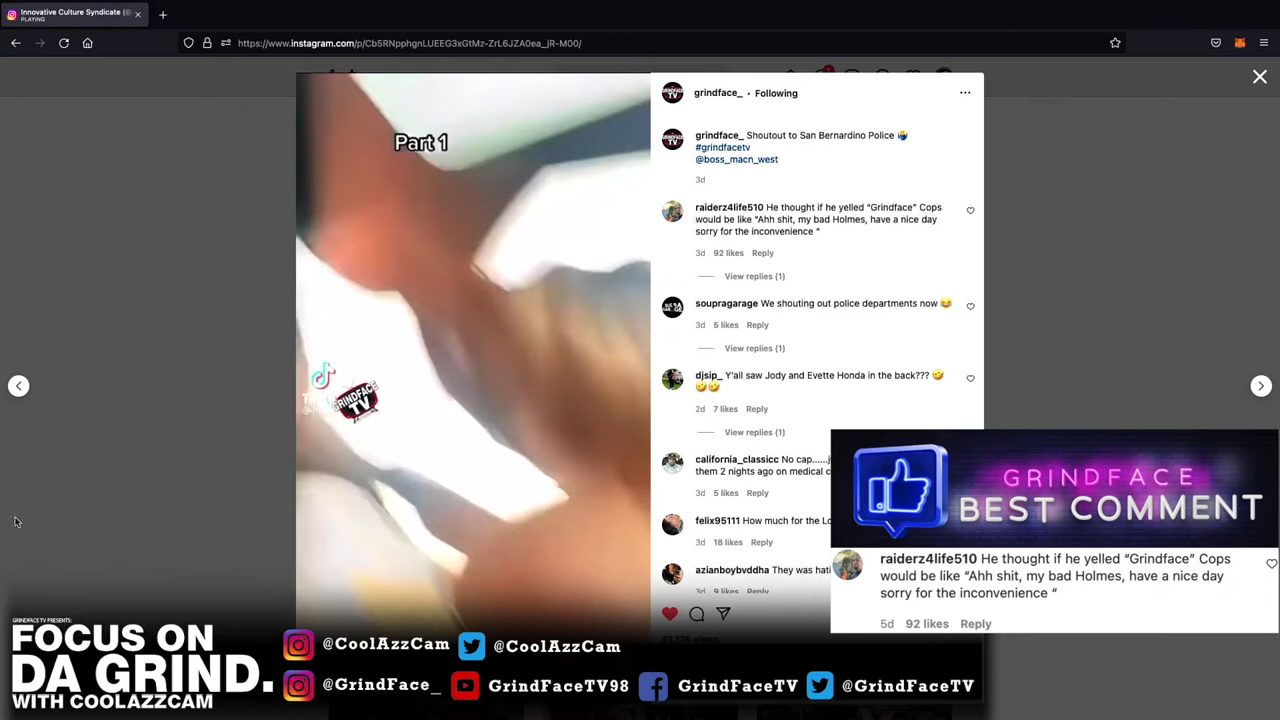 Innovative Culture Syndicate (@
PLAYING
https://www.instagram.com/p/Cb5RNpphgnLUEEG3xGtMz-ZrL6JZA0ea_jR-M00/
Part 1
GRINDFACE TV
grindface_ • Following
grindface_ Shoutout to San Bernardino Police
#grindfacetv
@boss_macn_west
3d
raiderz4life510 He thought if he yelled “Grindface” Cops
would be like “Ahh shit, my bad Holmes, have a nice day
sorry for the inconvenience “
3d 92 likes Reply
View replies (1)
soupragarage We shouting out police departments now 😂
3d 5 likes Reply
View replies (1)
djsip_ Y'all saw Jody and Evette Honda in the back??? 🤣
🤣🤣
2d 7 likes Reply
View replies (1)
california_classicc No cap......j
them 2 nights ago on medical c
3d 5 likes Reply
felix95111 How much for the Lo
3d 18 likes Reply
azianboybvddha They was hati
3d 9 likes Reply
GRINDFACE
BEST COMMENT
raiderz4life510 He thought if he yelled “Grindface” Cops
would be like “Ahh shit, my bad Holmes, have a nice day
sorry for the inconvenience “
5d 92 likes Reply
GRINDFACE TV PRESENTS:
FOCUS ON
DA GRIND.
WITH COOLAZZCAM
@CoolAzzCam @CoolAzzCam
@GrindFace_ GrindFaceTV98 GrindFaceTV @GrindFaceTV